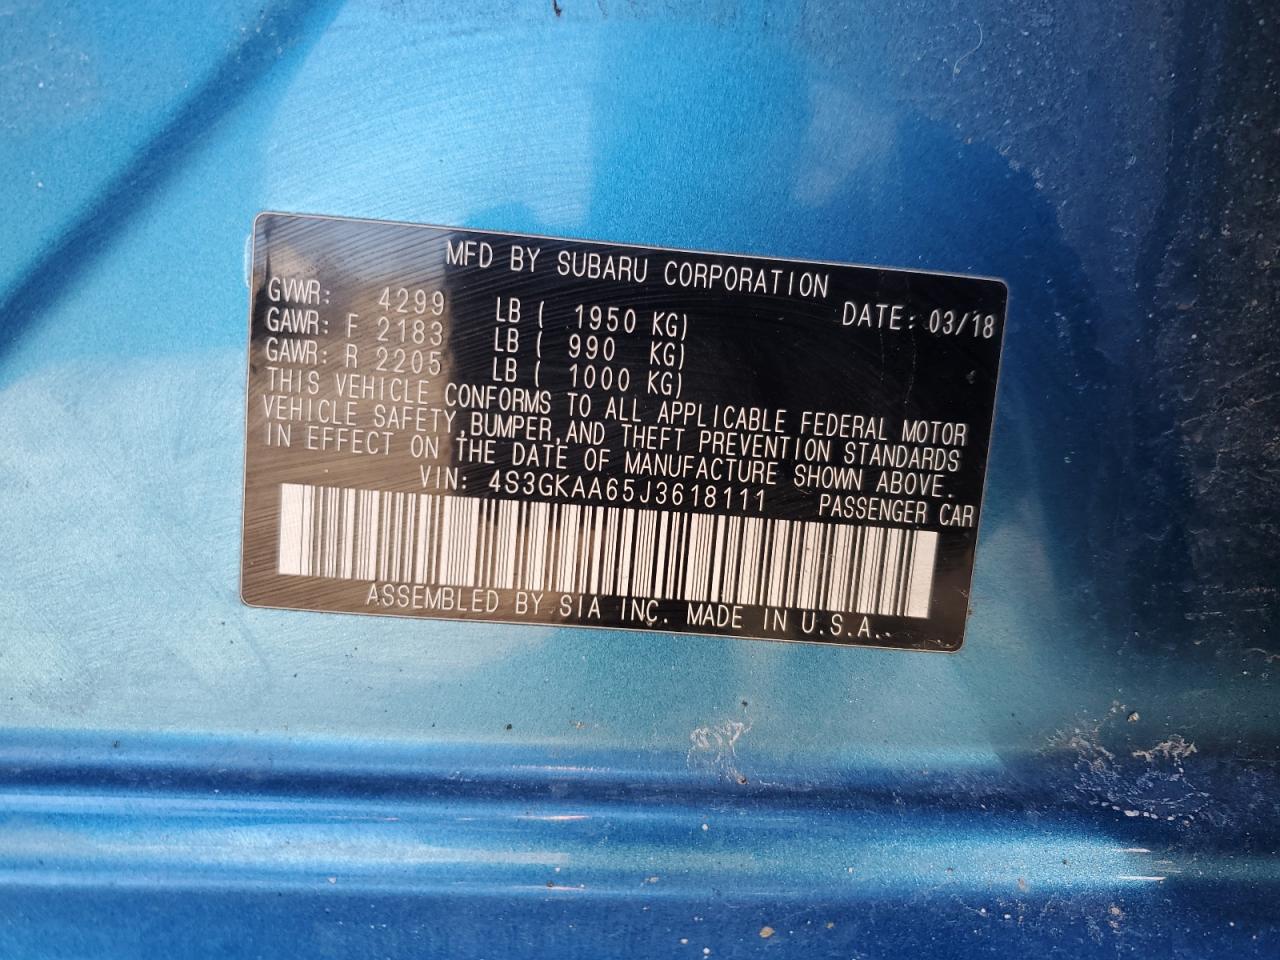 MFD BY SUBARU CORPORATION
GVWR: 4299 LB ( 1950 KG) DATE: 03/18
GAWR: F 2183 LB ( 990 KG)
GAWR: R 2205 LB ( 1000 KG)
THIS VEHICLE CONFORMS TO ALL APPLICABLE FEDERAL MOTOR
VEHICLE SAFETY,BUMPER,AND THEFT PREVENTION STANDARDS
IN EFFECT ON THE DATE OF MANUFACTURE SHOWN ABOVE.
VIN: 4S3GKAA65J3618111 PASSENGER CAR
ASSEMBLED BY SIA INC. MADE IN U.S.A.